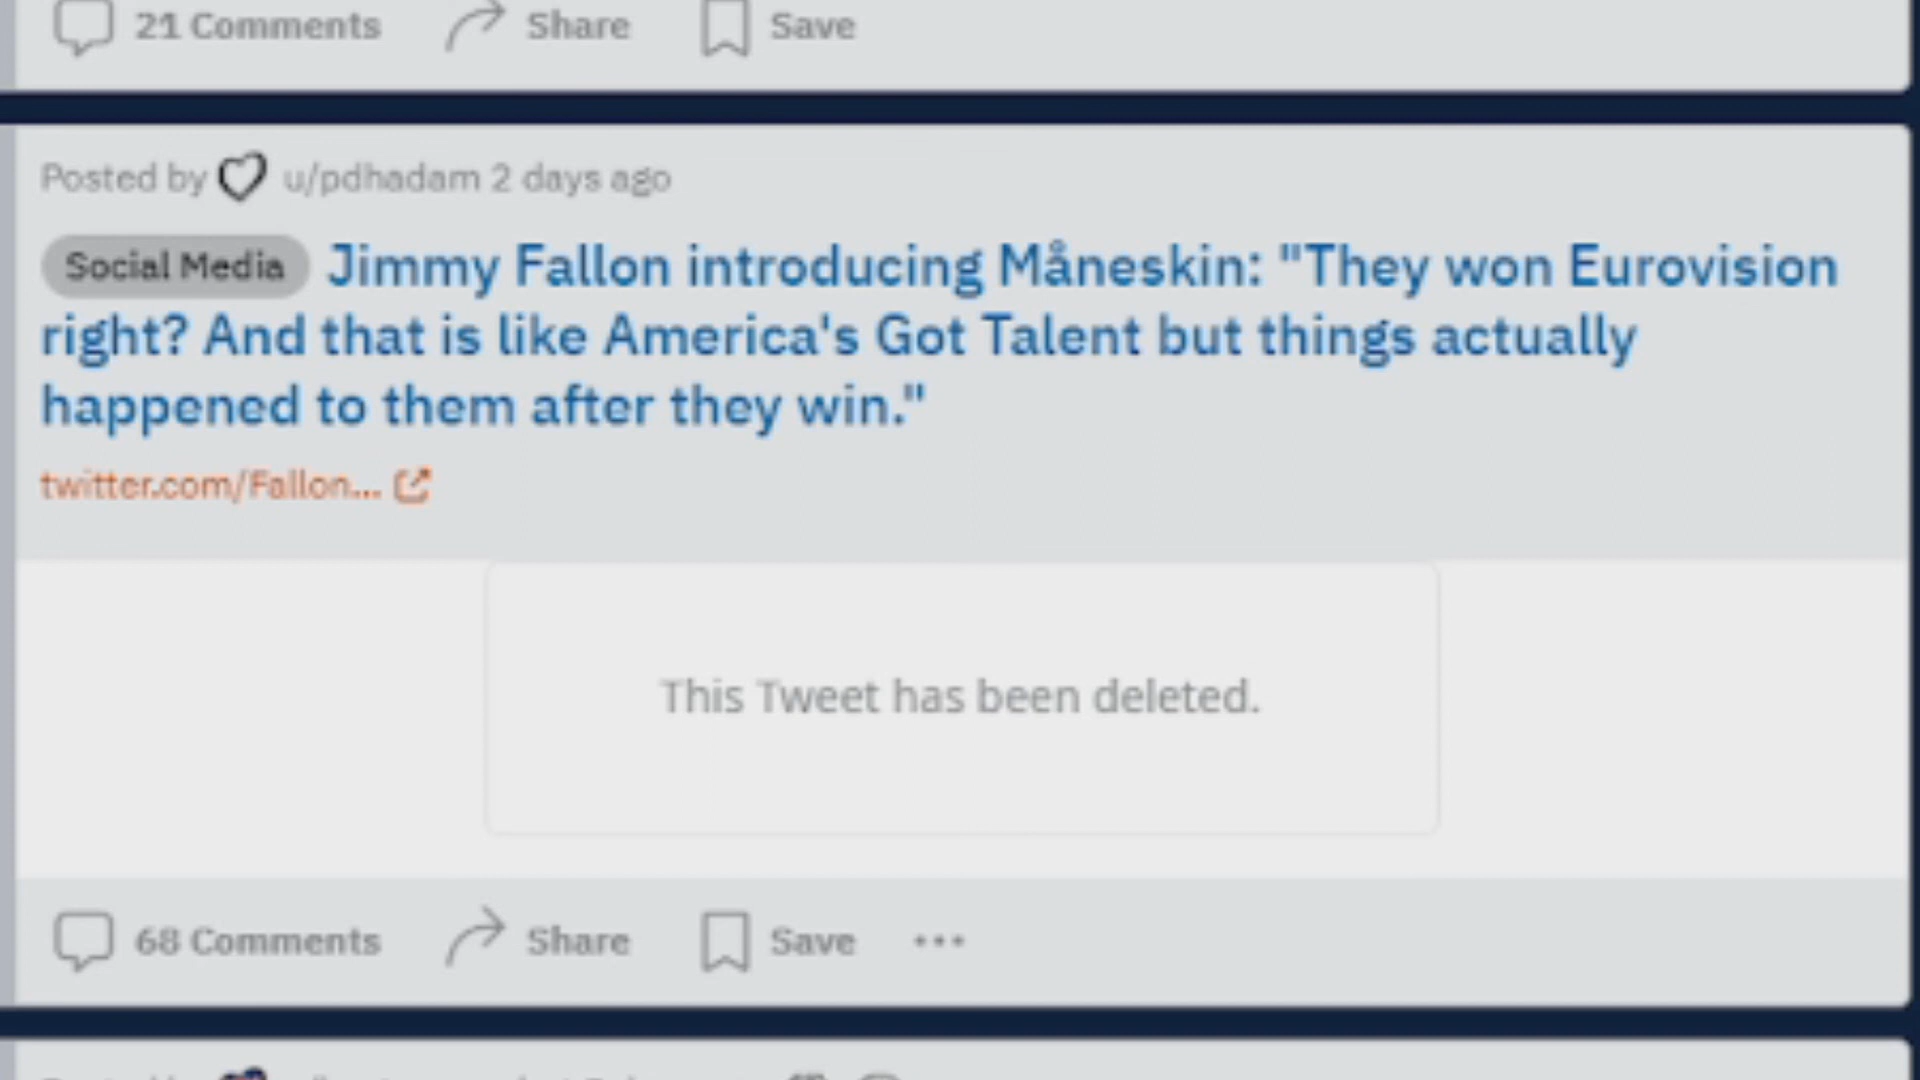 21 Comments Share Save
Posted by u/pdhadam 2 days ago
Social Media Jimmy Fallon introducing Måneskin: "They won Eurovision
right? And that is like America's Got Talent but things actually
happened to them after they win."
twitter.com/Fallon...
This Tweet has been deleted.
68 Comments Share Save ...